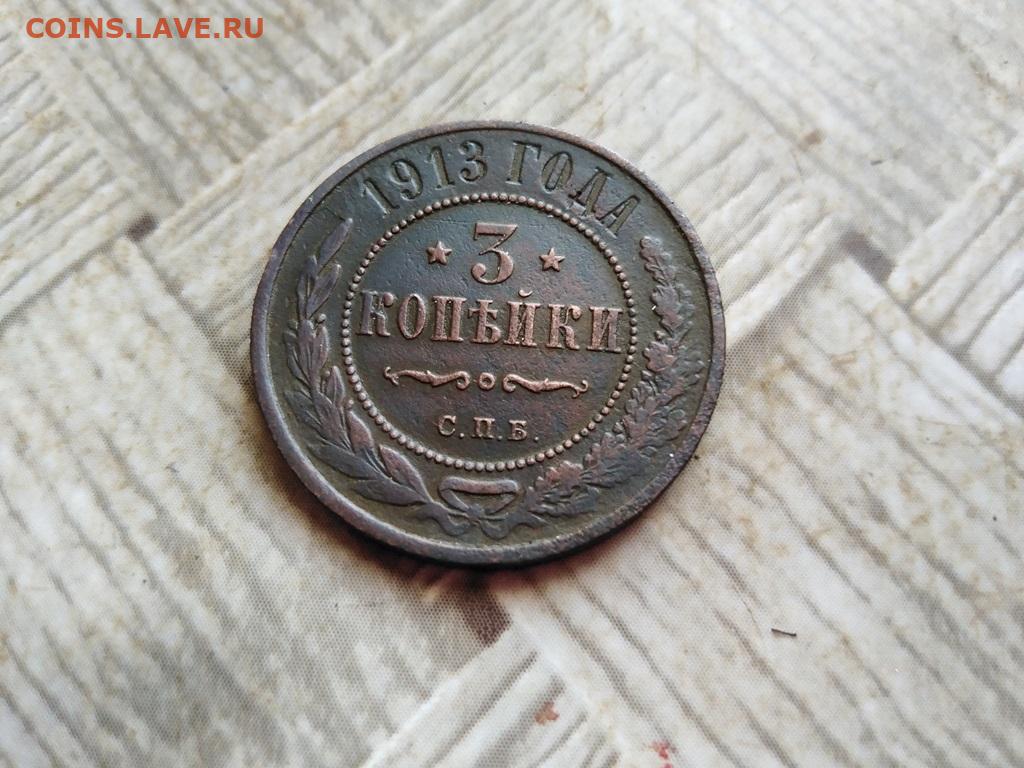 COINS.LAVE.RU
1913 ГОДА
3
КОПѢЙКИ
С.П.Б.